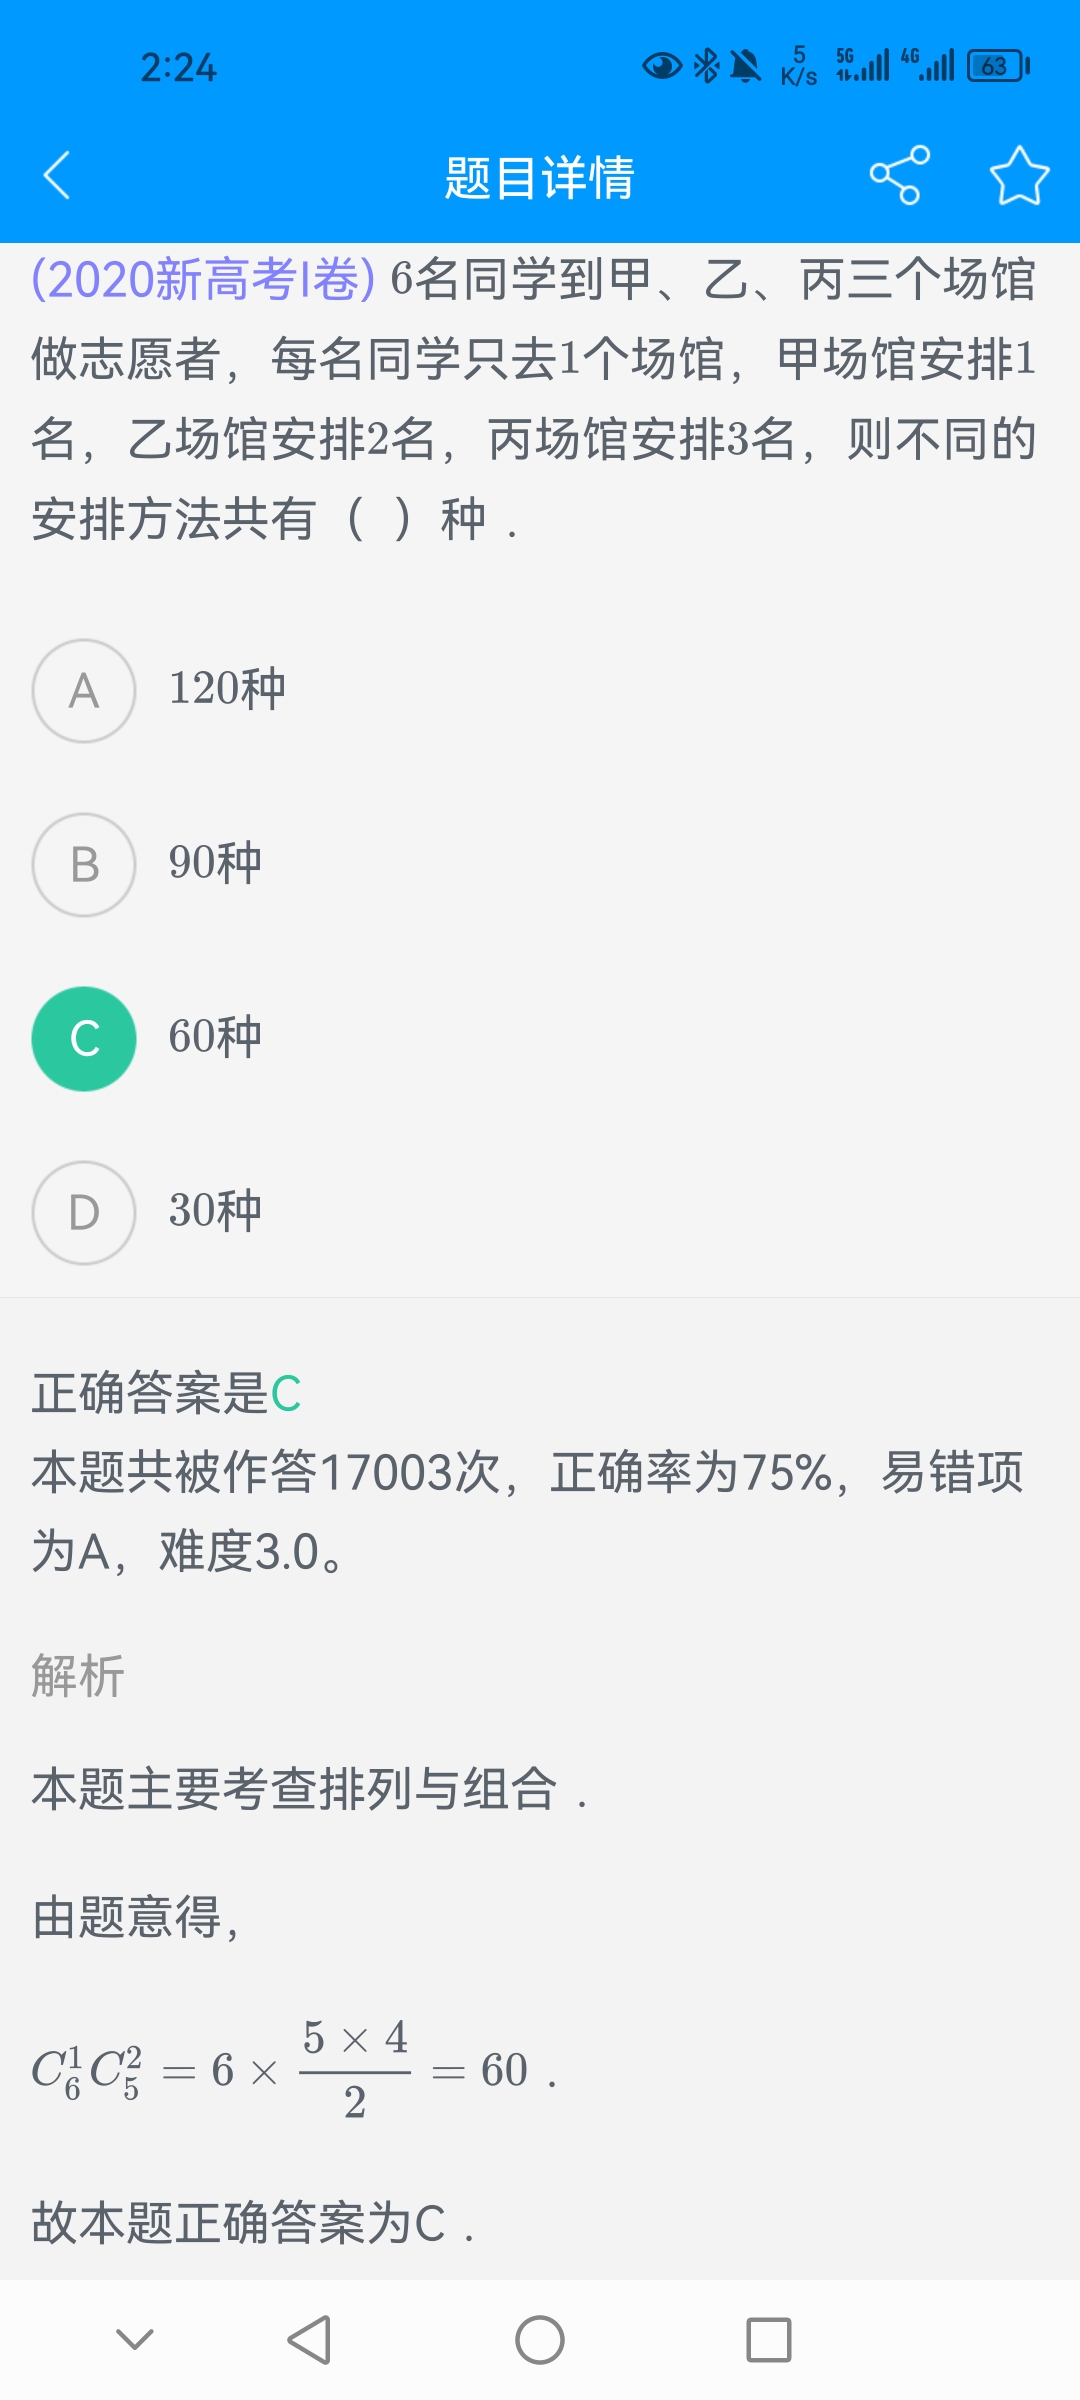 2:24
5
K/s
5G
4G
63
题目详情
(2020新高考Ⅰ卷) 6名同学到甲、乙、丙三个场馆
做志愿者，每名同学只去1个场馆，甲场馆安排1
名，乙场馆安排2名，丙场馆安排3名，则不同的
安排方法共有（ ）种．
A 120种
B 90种
C 60种
D 30种
正确答案是C
本题共被作答17003次，正确率为75%，易错项
为A，难度3.0。
解析
本题主要考查排列与组合．
由题意得，
$C_6^1 C_5^2 = 6 \times \frac{5 \times 4}{2} = 60$．
故本题正确答案为C．